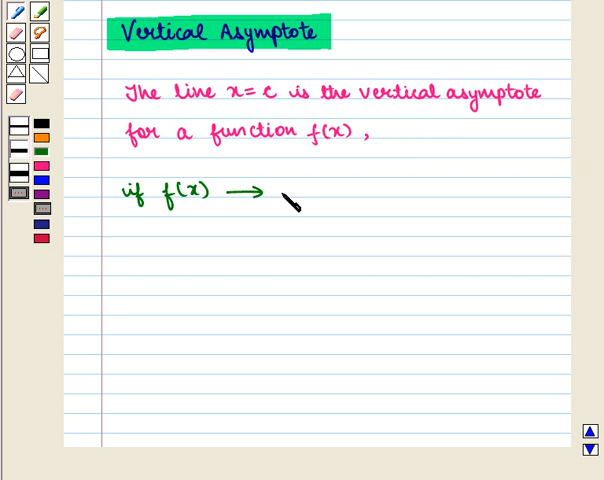 Vertical Asymptote
The line x = c is the vertical asymptote
for a function f(x),
if f(x) ⟶